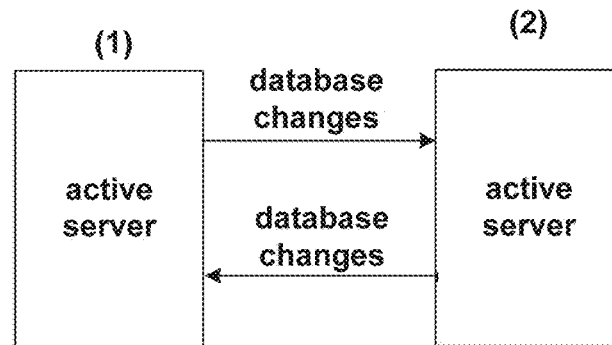 (1)
(2)
database
changes
active
server
active
server
database
changes